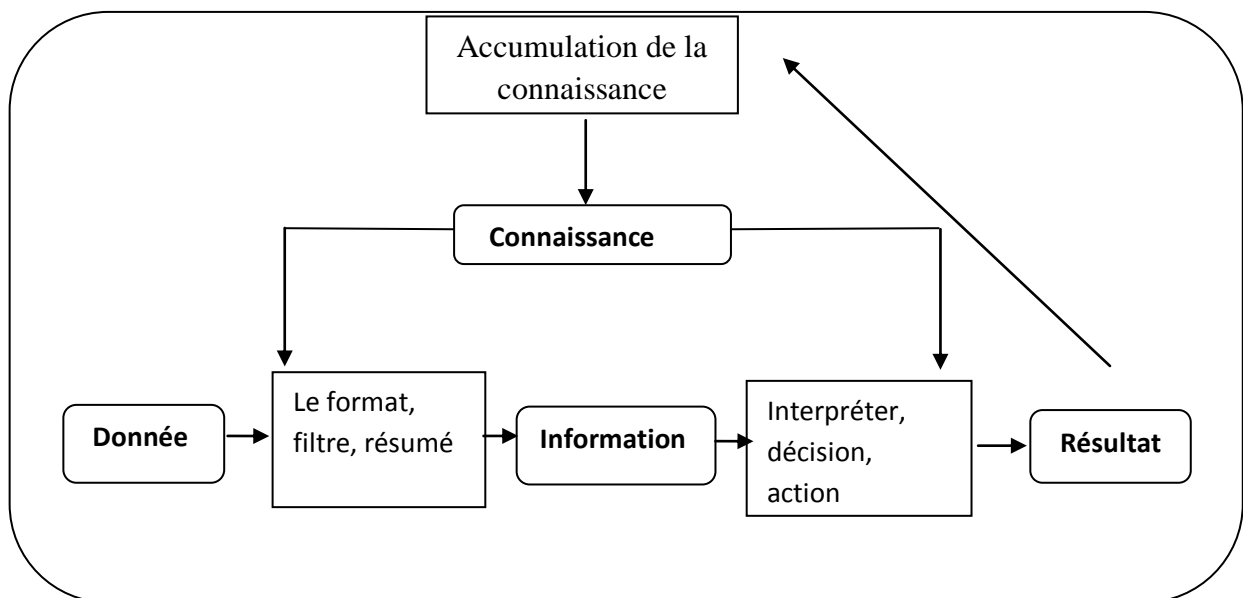 Accumulation de la
connaissance
Connaissance
Donnée
Le format,
filtre, résumé
Information
Interpréter,
décision,
action
Résultat